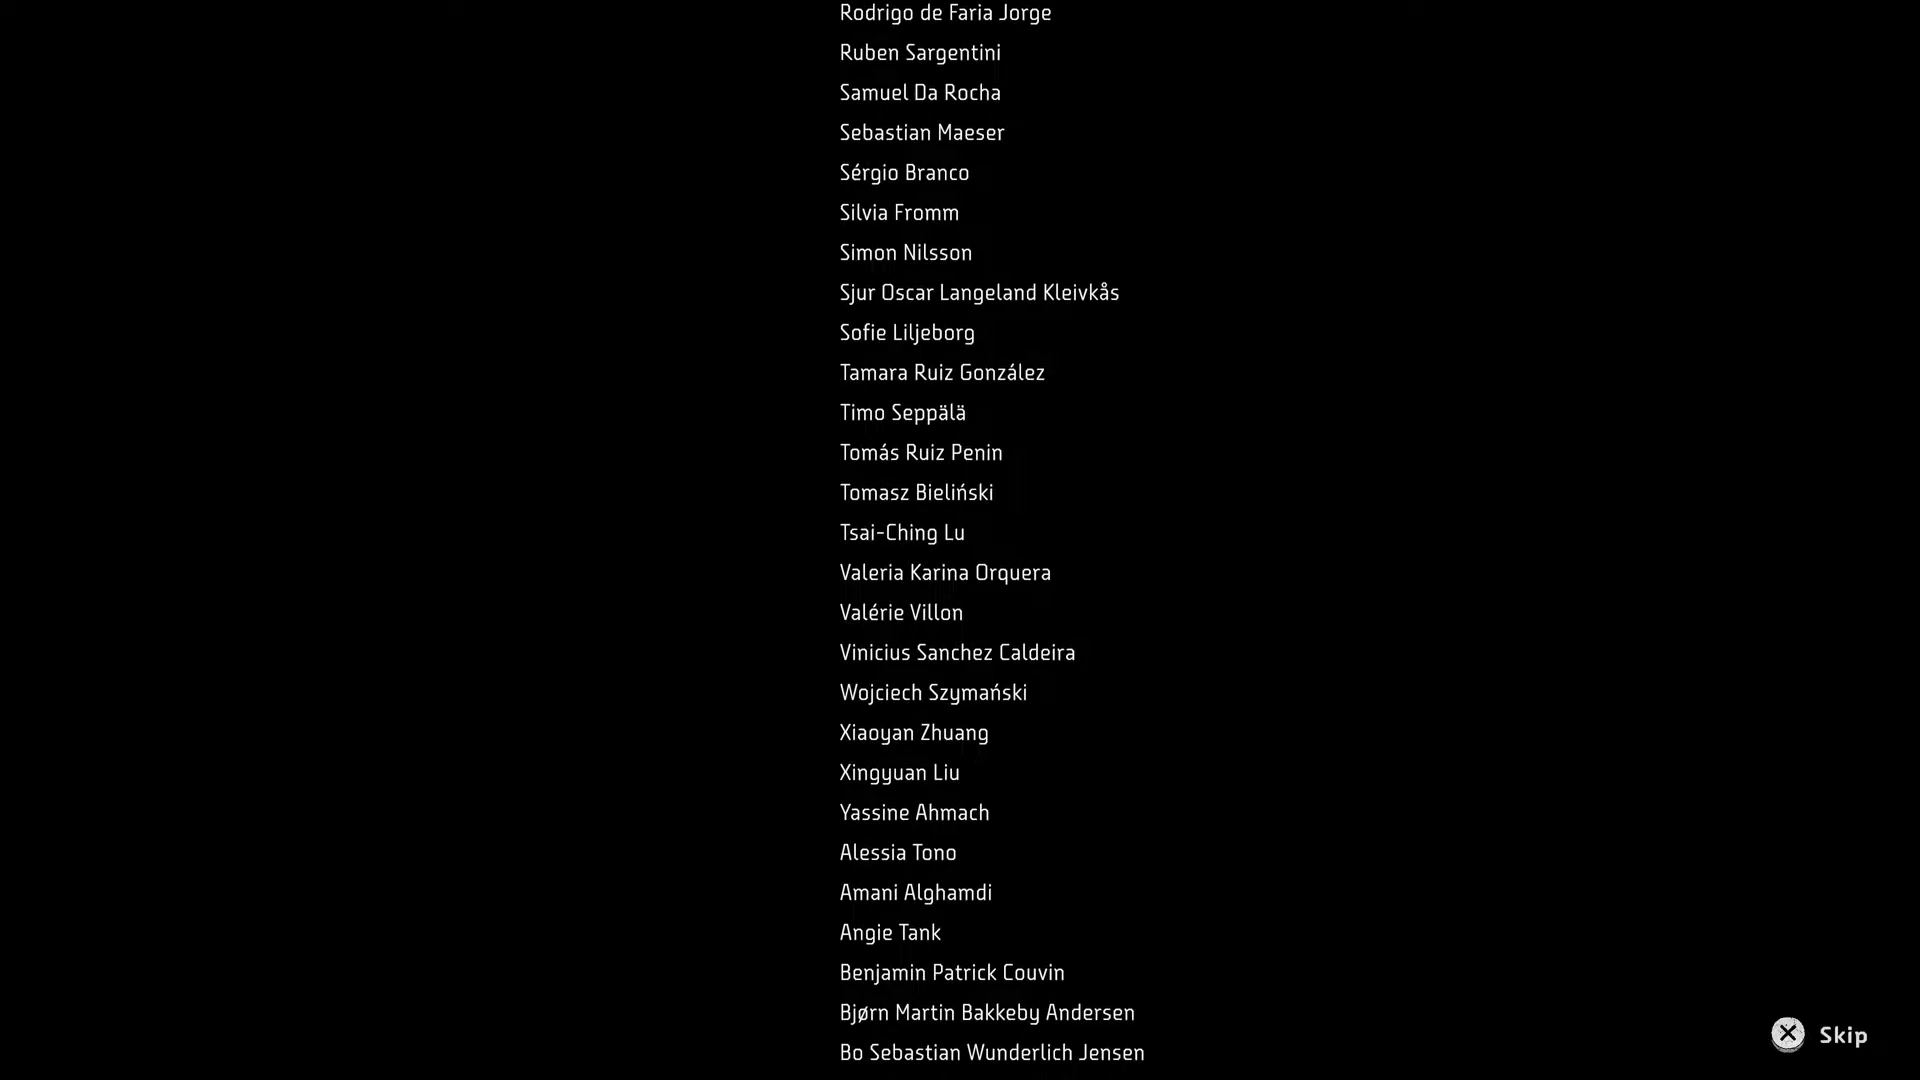 Rodrigo de Faria Jorge
Ruben Sargentini
Samuel Da Rocha
Sebastian Maeser
Sérgio Branco
Silvia Fromm
Simon Nilsson
Sjur Oscar Langeland Kleivkås
Sofie Liljeborg
Tamara Ruiz González
Timo Seppälä
Tomás Ruiz Penin
Tomasz Bieliński
Tsai-Ching Lu
Valeria Karina Orquera
Valérie Villon
Vinicius Sanchez Caldeira
Wojciech Szymański
Xiaoyan Zhuang
Xingyuan Liu
Yassine Ahmach
Alessia Tono
Amani Alghamdi
Angie Tank
Benjamin Patrick Couvin
Bjørn Martin Bakkeby Andersen
Bo Sebastian Wunderlich Jensen
Skip